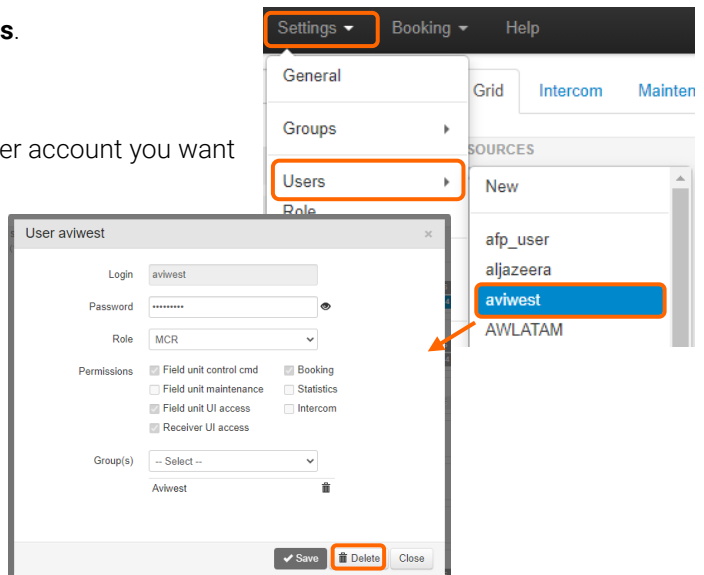 s.
Settings Booking Help
General
Grid Intercom Mainten
Groups
SOURCES
er account you want
Users
New
Role
User aviwest ×
afp_user
aljazeera
aviwest
AWLATAM
Login aviwest
Password •••••••••
Role MCR
Permissions Field unit control cmd Booking
Field unit maintenance Statistics
Field unit UI access Intercom
Receiver UI access
Group(s) -- Select --
Aviwest
Save Delete Close